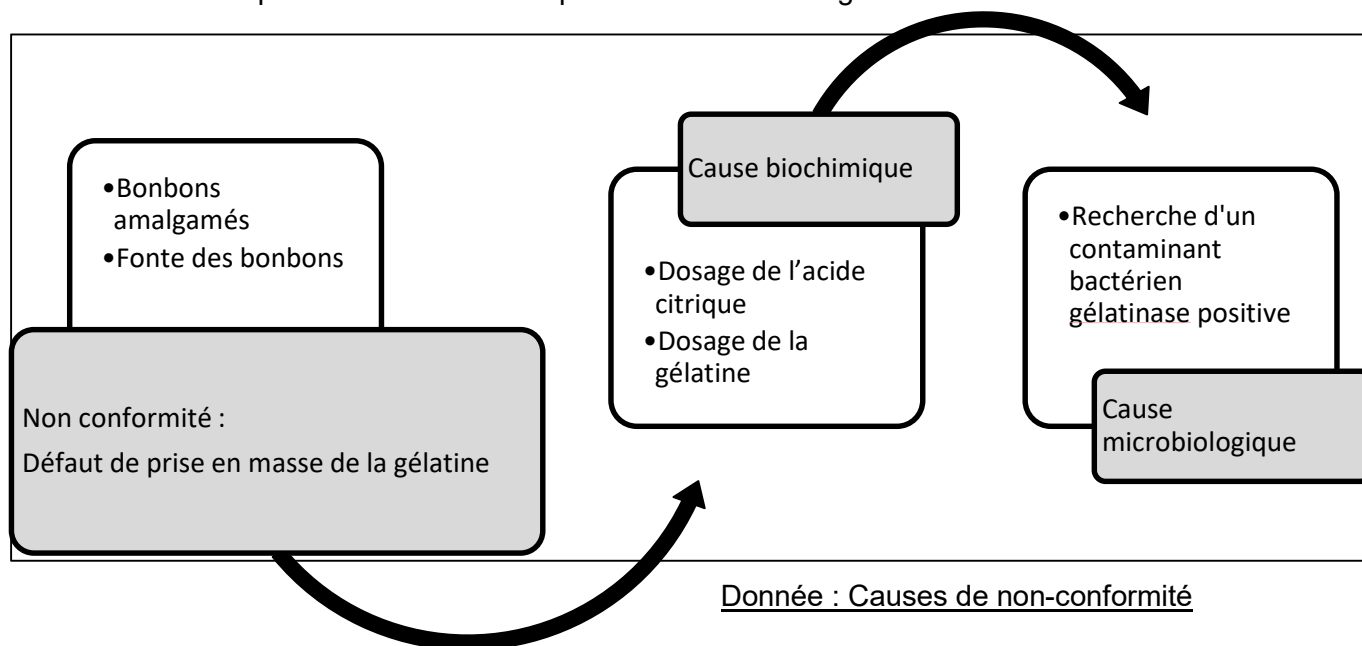 •Bonbons
amalgamés
•Fonte des bonbons
Non conformité :
Défaut de prise en masse de la gélatine
Cause biochimique
•Dosage de l’acide
citrique
•Dosage de la
gélatine
•Recherche d'un
contaminant
bactérien
gélatinase positive
Cause
microbiologique
Donnée : Causes de non-conformité